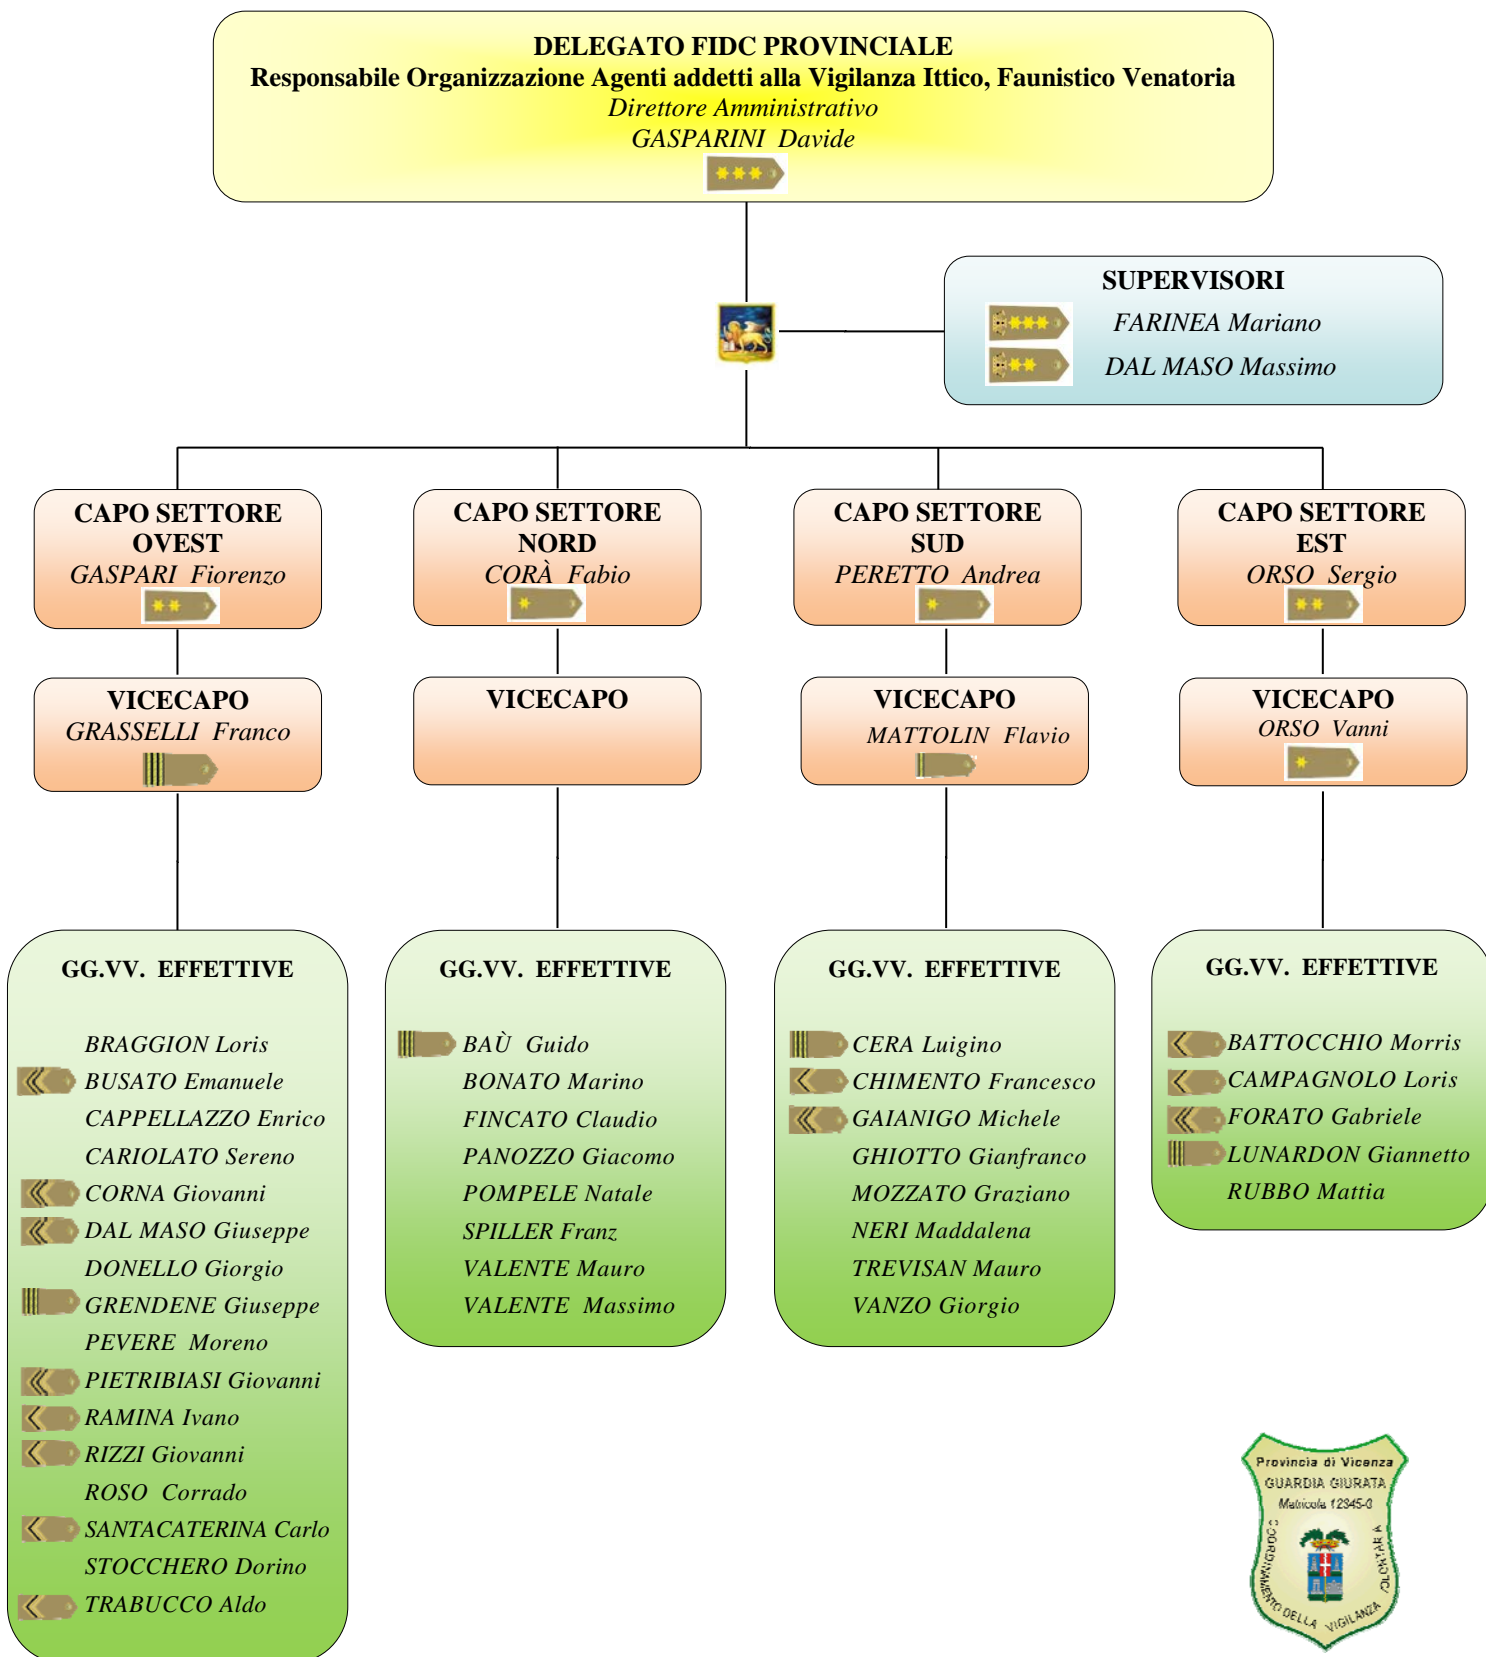 DELEGATO FIDC PROVINCIALE
Responsabile Organizzazione Agenti addetti alla Vigilanza Ittico, Faunistico Venatoria
Direttore Amministrativo
GASPARINI Davide
SUPERVISORI
FARINEA Mariano
DAL MASO Massimo
CAPO SETTORE
OVEST
GASPARI Fiorenzo
CAPO SETTORE
NORD
CORÀ Fabio
CAPO SETTORE
SUD
PERETTO Andrea
CAPO SETTORE
EST
ORSO Sergio
VICECAPO
GRASSELLI Franco
VICECAPO
VICECAPO
MATTOLIN Flavio
VICECAPO
ORSO Vanni
GG.VV. EFFETTIVE
BRAGGION Loris
BUSATO Emanuele
CAPPELLAZZO Enrico
CARIOLATO Sereno
CORNA Giovanni
DAL MASO Giuseppe
DONELLO Giorgio
GRENDENE Giuseppe
PEVERE Moreno
PIETRIBIASI Giovanni
RAMINA Ivano
RIZZI Giovanni
ROSO Corrado
SANTACATERINA Carlo
STOCCHERO Dorino
TRABUCCO Aldo
GG.VV. EFFETTIVE
BAÙ Guido
BONATO Marino
FINCATO Claudio
PANOZZO Giacomo
POMPELE Natale
SPILLER Franz
VALENTE Mauro
VALENTE Massimo
GG.VV. EFFETTIVE
CERA Luigino
CHIMENTO Francesco
GAIANIGO Michele
GHIOTTO Gianfranco
MOZZATO Graziano
NERI Maddalena
TREVISAN Mauro
VANZO Giorgio
GG.VV. EFFETTIVE
BATTOCCHIO Morris
CAMPAGNOLO Loris
FORATO Gabriele
LUNARDON Giannetto
RUBBO Mattia
Provincia di Vicenza
GUARDIA GIURATA
Matricola 12345-0
COORDINAMENTO DELLA VIGILANZA VOLONTARIA